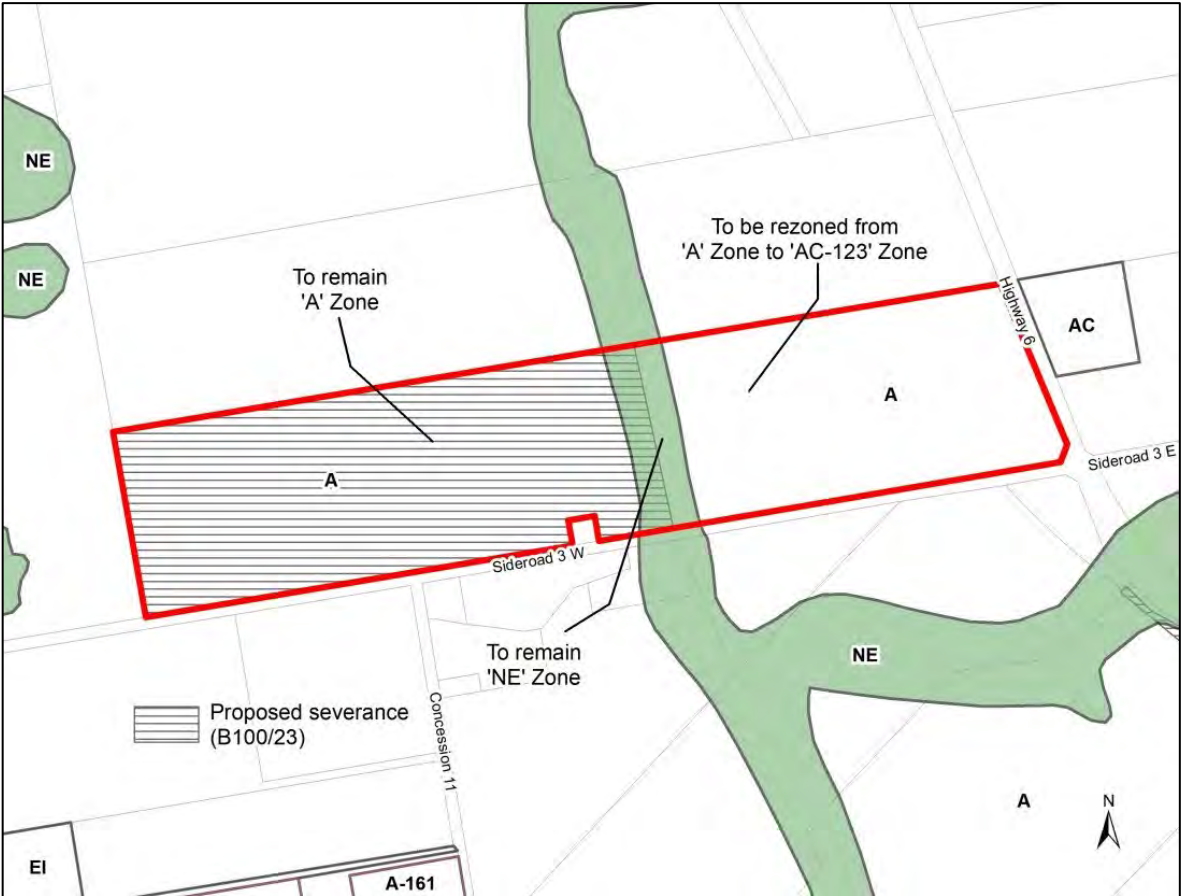 NE
To be rezoned from
'A' Zone to 'AC-123' Zone
NE
To remain
'A' Zone
Highway 6
AC
A
A
Sideroad 3 E
Sideroad 3 W
To remain
'NE' Zone
NE
Proposed severance
(B100/23)
Concession 11
A
N
EI
A-161